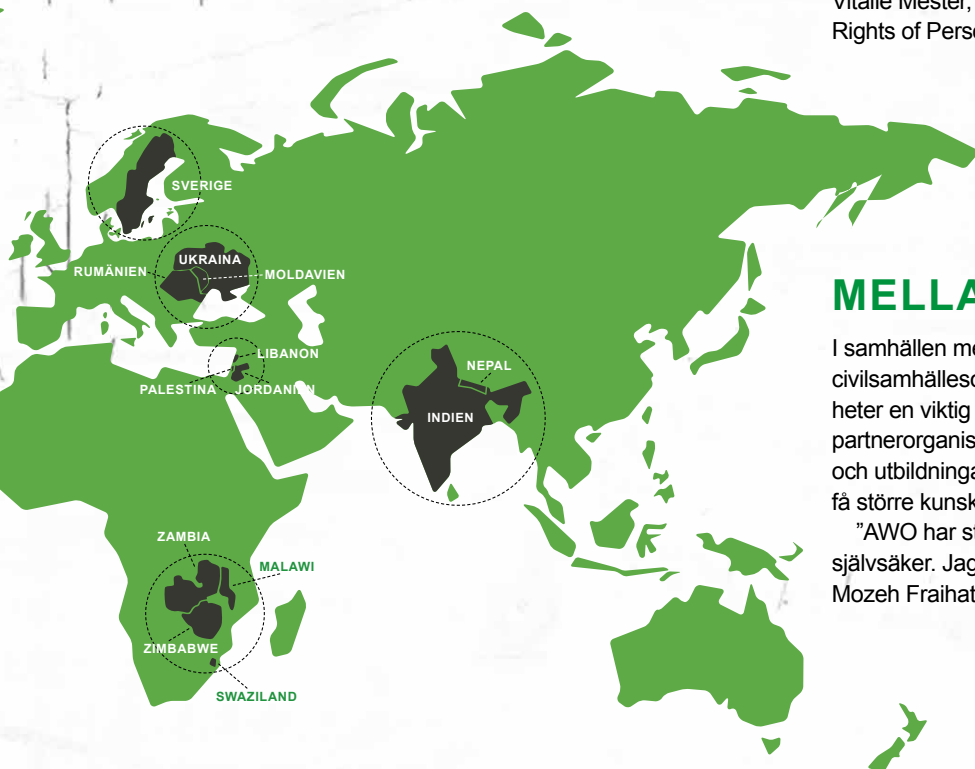 SVERIGE
UKRAINA
RUMÄNIEN
MOLDAVIEN
LIBANON
PALESTINA
JORDANIEN
NEPAL
INDIEN
ZAMBIA
MALAWI
ZIMBABWE
SWAZILAND
Vitalie Mester,
Rights of Perso
MELLA
I samhällen me
civilsamhälleso
heter en viktig
partnerorganis
och utbildninga
få större kunsk
”AWO har st
självsäker. Jag
Mozeh Fraihat